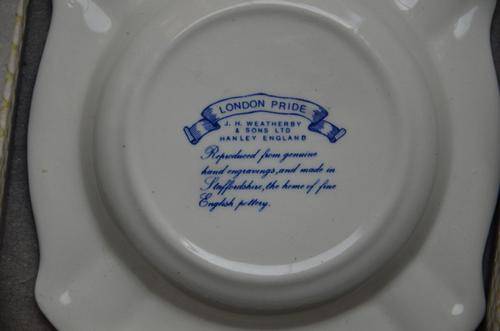 LONDON PRIDE
J. H. WEATHERBY
& SONS LTD
HANLEY ENGLAND
Reproduced from genuine
hand engravings, and made in
Staffordshire, the home of fine
English pottery.